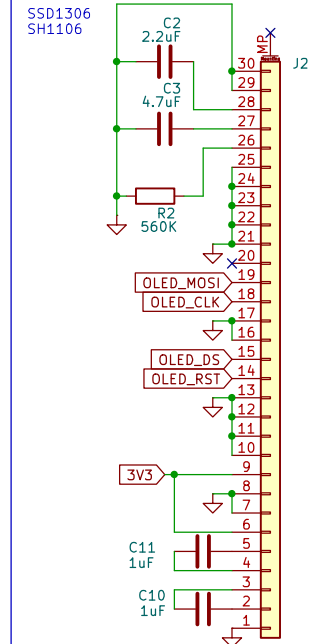 SSD1306
SH1106
C2
2.2uF
MP
J2
30
C3
4.7uF
29
28
27
26
25
24
R2
560K
23
22
21
20
OLED_MOSI 19
OLED_CLK 18
17
16
OLED_DS 15
OLED_RST 14
13
12
11
10
3V3 9
8
7
6
C11
1uF
5
4
C10
1uF
3
2
1